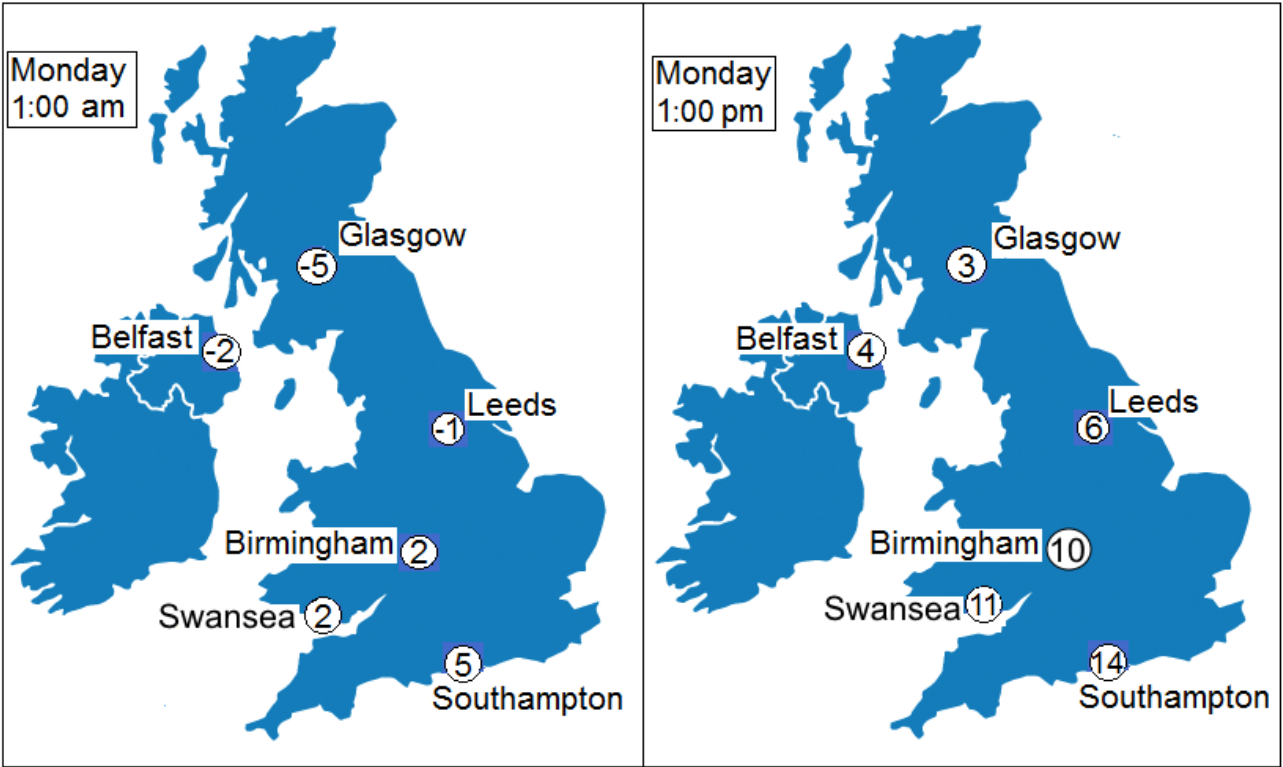 Monday
1:00 am
Glasgow
-5
Belfast
-2
Leeds
-1
Birmingham
2
Swansea
2
5
Southampton
Monday
1:00 pm
Glasgow
3
Belfast
4
Leeds
6
Birmingham
10
Swansea
11
14
Southampton